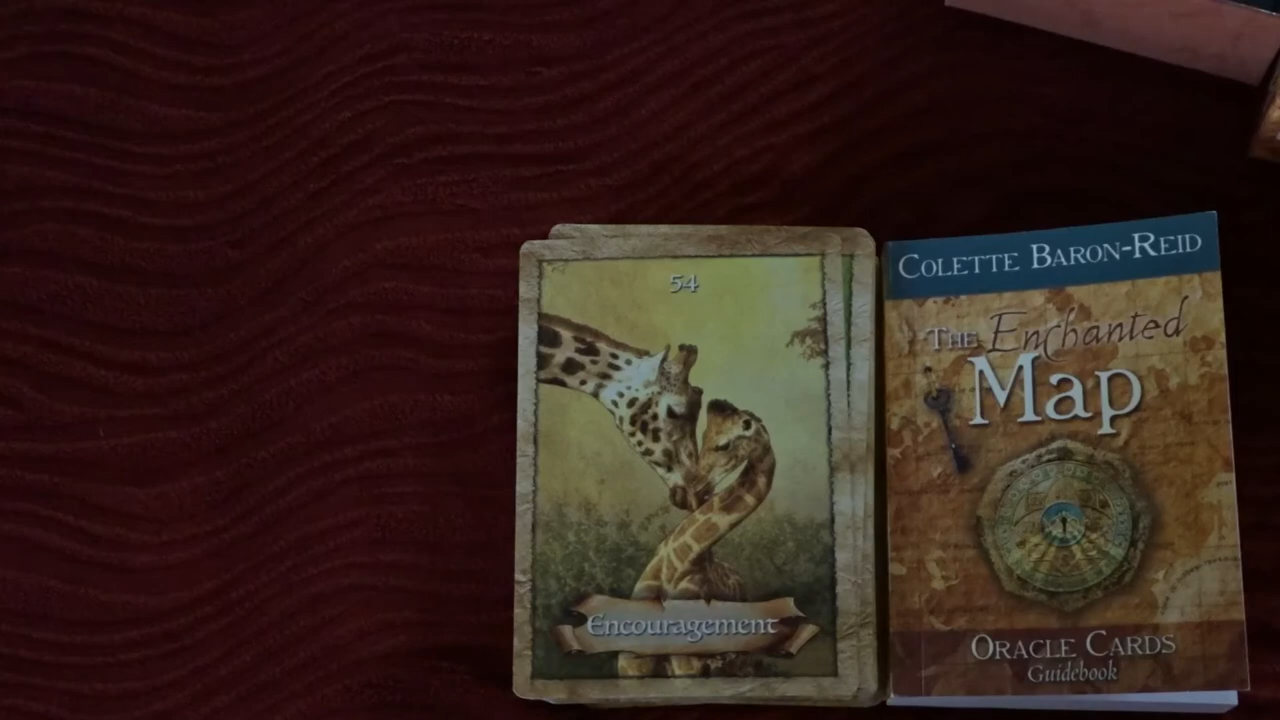 54
Encouragement
COLETTE BARON-REID
THE Enchanted
MAP
ORACLE CARDS
Guidebook